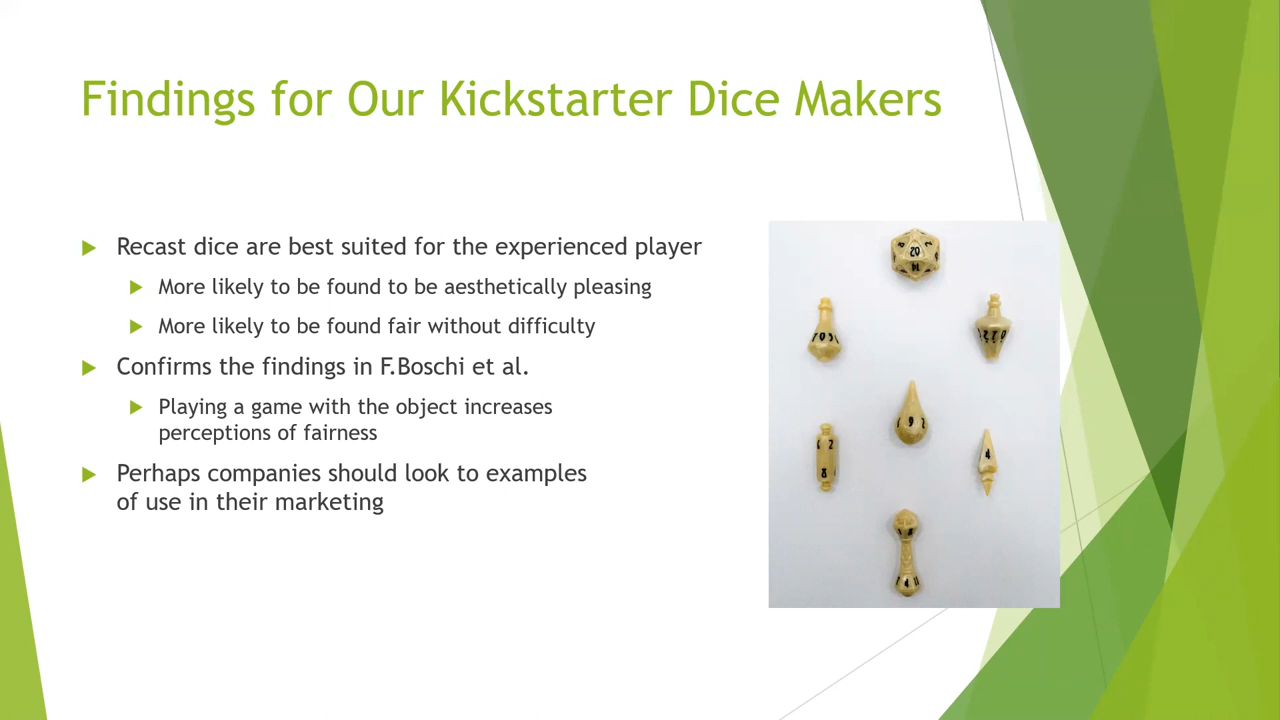 Findings for Our Kickstarter Dice Makers
Recast dice are best suited for the experienced player
More likely to be found to be aesthetically pleasing
More likely to be found fair without difficulty
Confirms the findings in F.Boschi et al.
Playing a game with the object increases
perceptions of fairness
Perhaps companies should look to examples
of use in their marketing
20
14
4